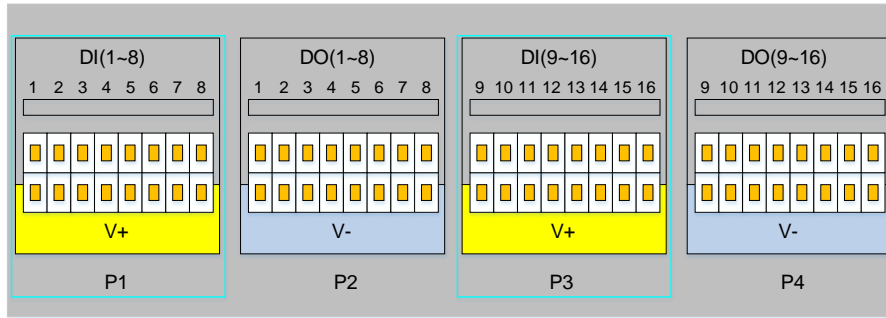 DI(1~8) DO(1~8) DI(9~16) DO(9~16)
1 2 3 4 5 6 7 8 1 2 3 4 5 6 7 8 9 10 11 12 13 14 15 16 9 10 11 12 13 14 15 16
V+ V- V+ V-
P1 P2 P3 P4